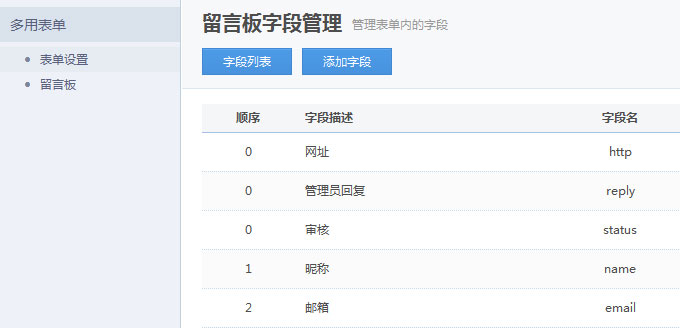 多用表单
表单设置
留言板
留言板字段管理 管理表单内的字段
字段列表 添加字段
顺序 字段描述 字段名
0 网址 http
0 管理员回复 reply
0 审核 status
1 昵称 name
2 邮箱 email